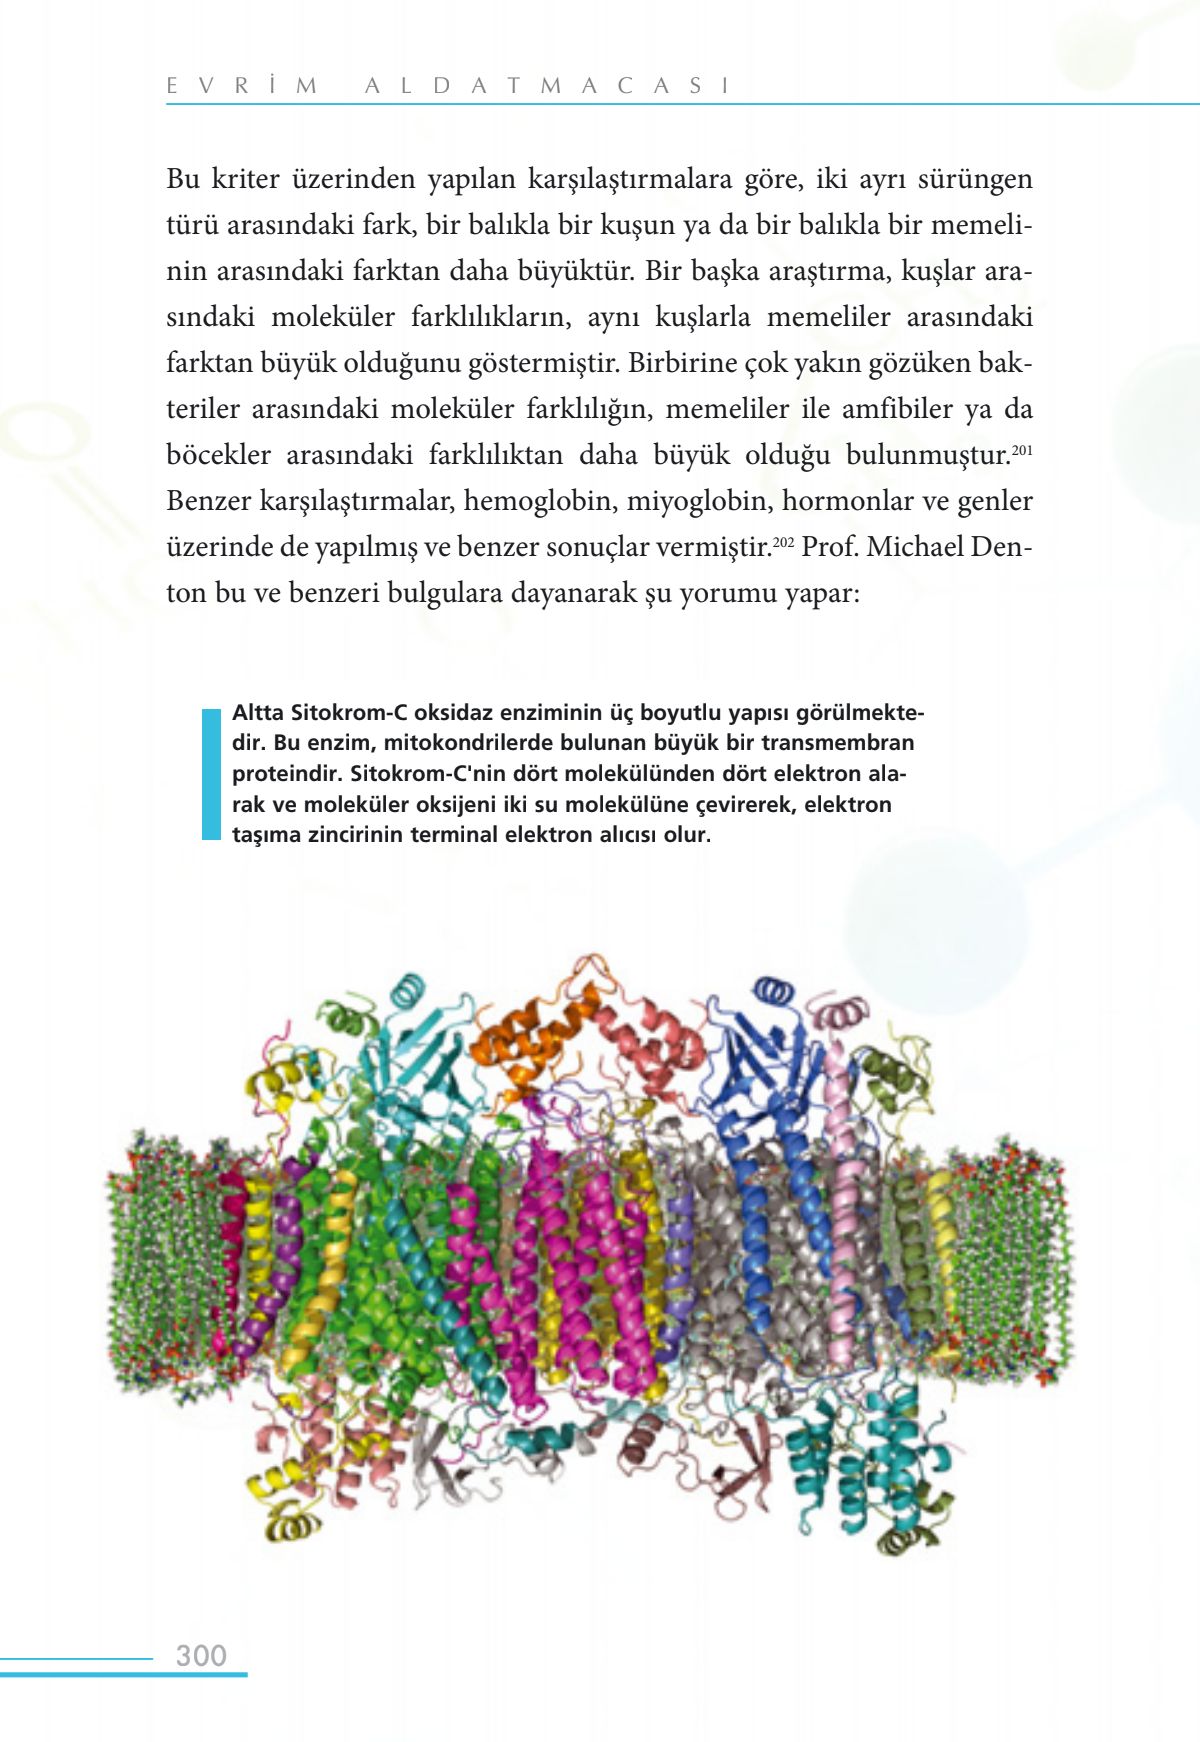 EVRİM ALDATMACASI
Bu kriter üzerinden yapılan karşılaştırmalara göre, iki ayrı sürüngen
türü arasındaki fark, bir balıkla bir kuşun ya da bir balıkla bir memeli-
nin arasındaki farktan daha büyüktür. Bir başka araştırma, kuşlar ara-
sındaki moleküler farklılıkların, aynı kuşlarla memeliler arasındaki
farktan büyük olduğunu göstermiştir. Birbirine çok yakın gözüken bak-
teriler arasındaki moleküler farklılığın, memeliler ile amfibiler ya da
böcekler arasındaki farklılıktan daha büyük olduğu bulunmuştur.201
Benzer karşılaştırmalar, hemoglobin, miyoglobin, hormonlar ve genler
üzerinde de yapılmış ve benzer sonuçlar vermiştir.202 Prof. Michael Den-
ton bu ve benzeri bulgulara dayanarak şu yorumu yapar:
Altta Sitokrom-C oksidaz enziminin üç boyutlu yapısı görülmekte-
dir. Bu enzim, mitokondrilerde bulunan büyük bir transmembran
proteindir. Sitokrom-C'nin dört molekülünden dört elektron ala-
rak ve moleküler oksijeni iki su molekülüne çevirerek, elektron
taşıma zincirinin terminal elektron alıcısı olur.
300